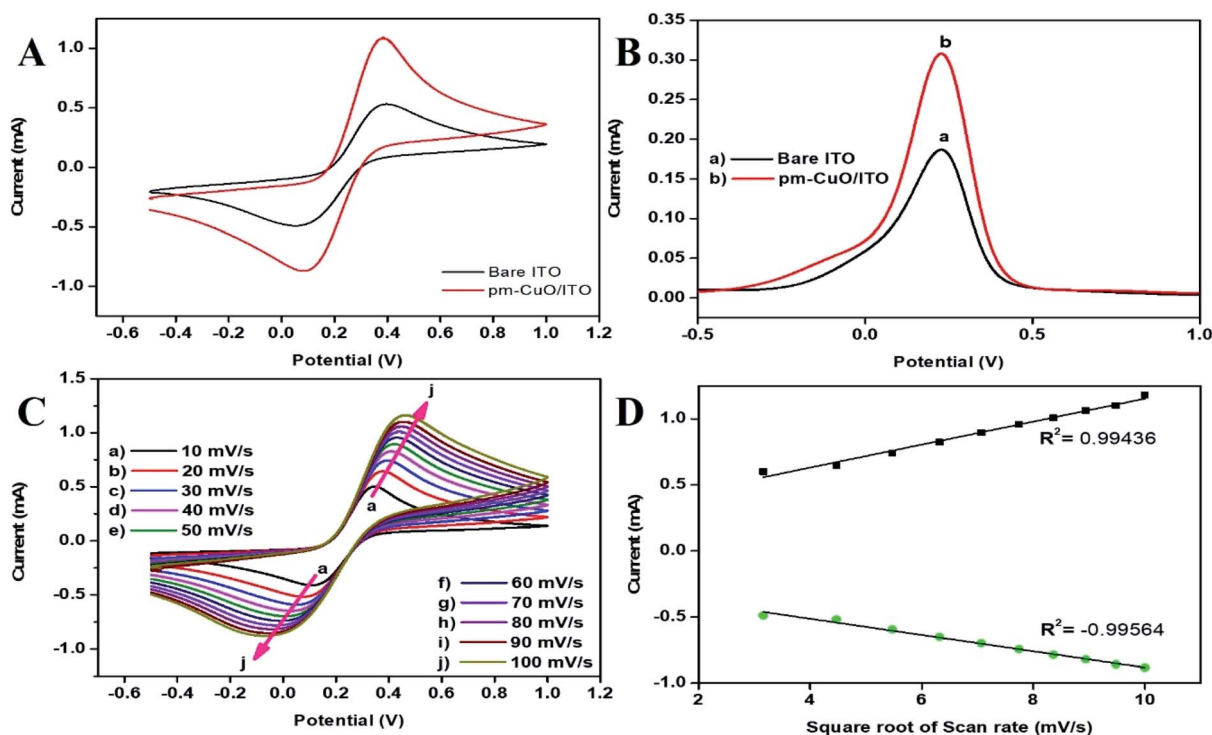 A
Current (mA)
1.0
0.5
0.0
-0.5
-1.0
Bare ITO
pm-CuO/ITO
-0.6 -0.4 -0.2 0.0 0.2 0.4 0.6 0.8 1.0 1.2
Potential (V)
B
Current (mA)
0.35
0.30
0.25
0.20
0.15
0.10
0.05
0.00
b
a
a) Bare ITO
b) pm-CuO/ITO
-0.5 0.0 0.5 1.0
Potential (V)
C
Current (mA)
1.5
1.0
0.5
0.0
-0.5
-1.0
a) 10 mV/s
b) 20 mV/s
c) 30 mV/s
d) 40 mV/s
e) 50 mV/s
j
a
a
j
f) 60 mV/s
g) 70 mV/s
h) 80 mV/s
i) 90 mV/s
j) 100 mV/s
-0.6 -0.4 -0.2 0.0 0.2 0.4 0.6 0.8 1.0 1.2
Potential (V)
D
Current (mA)
1.0
0.5
0.0
-0.5
-1.0
R²= 0.99436
R²= -0.99564
2 4 6 8 10
Square root of Scan rate (mV/s)